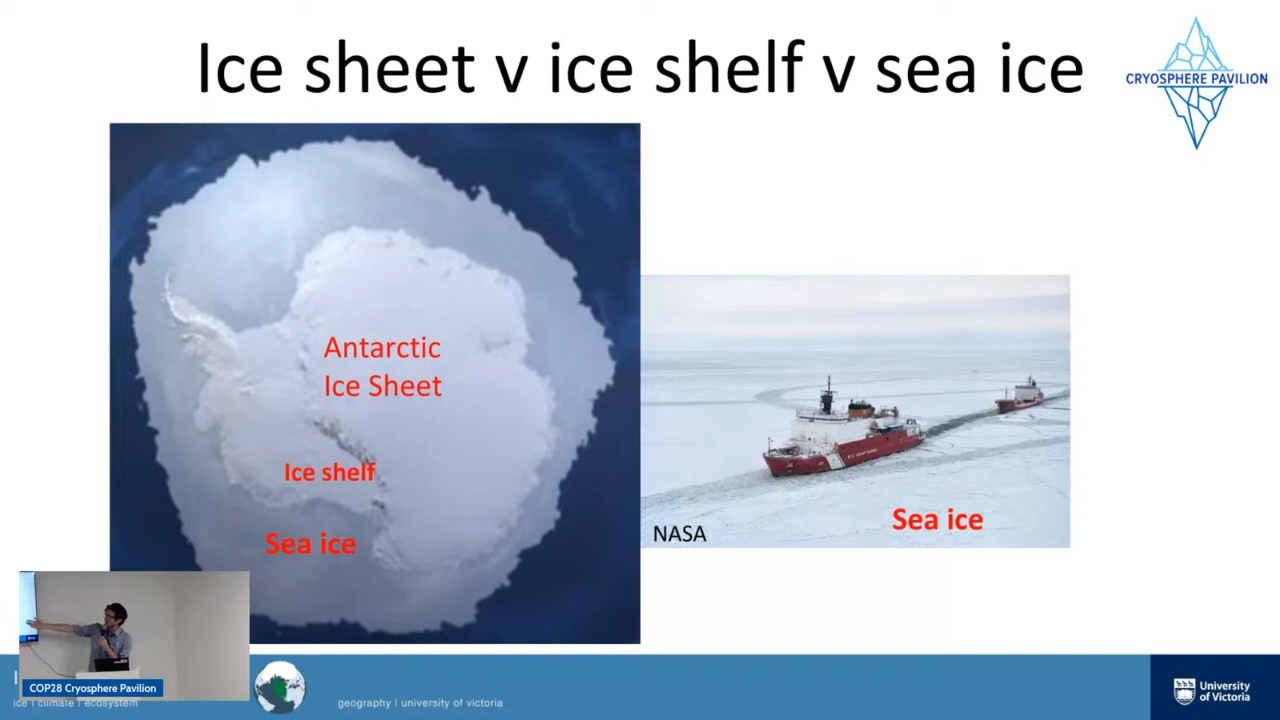 Ice sheet v ice shelf v sea ice
CRYOSPHERE PAVILION
Antarctic
Ice Sheet
Ice shelf
Sea ice
NASA
Sea ice
COP28 Cryosphere Pavilion
ice | climate | ecosystem
geography | university of victoria
University
of Victoria